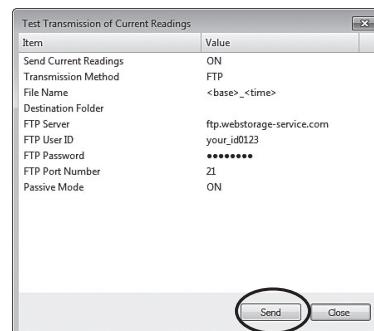 Test Transmission of Current Readings
Item Value
Send Current Readings ON
Transmission Method FTP
File Name <base>_<time>
Destination Folder
FTP Server ftp.webstorage-service.com
FTP User ID your_id0123
FTP Password ●●●●●●●●
FTP Port Number 21
Passive Mode ON
Send Close